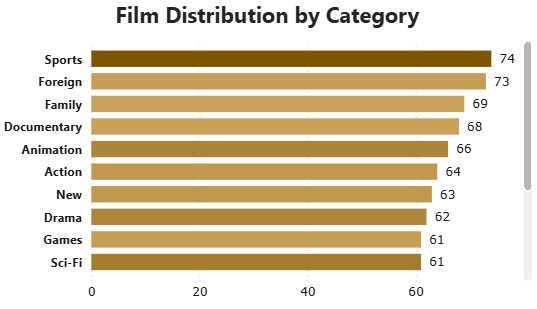 Film Distribution by Category
Sports 74
Foreign 73
Family 69
Documentary 68
Animation 66
Action 64
New 63
Drama 62
Games 61
Sci-Fi 61
0 20 40 60